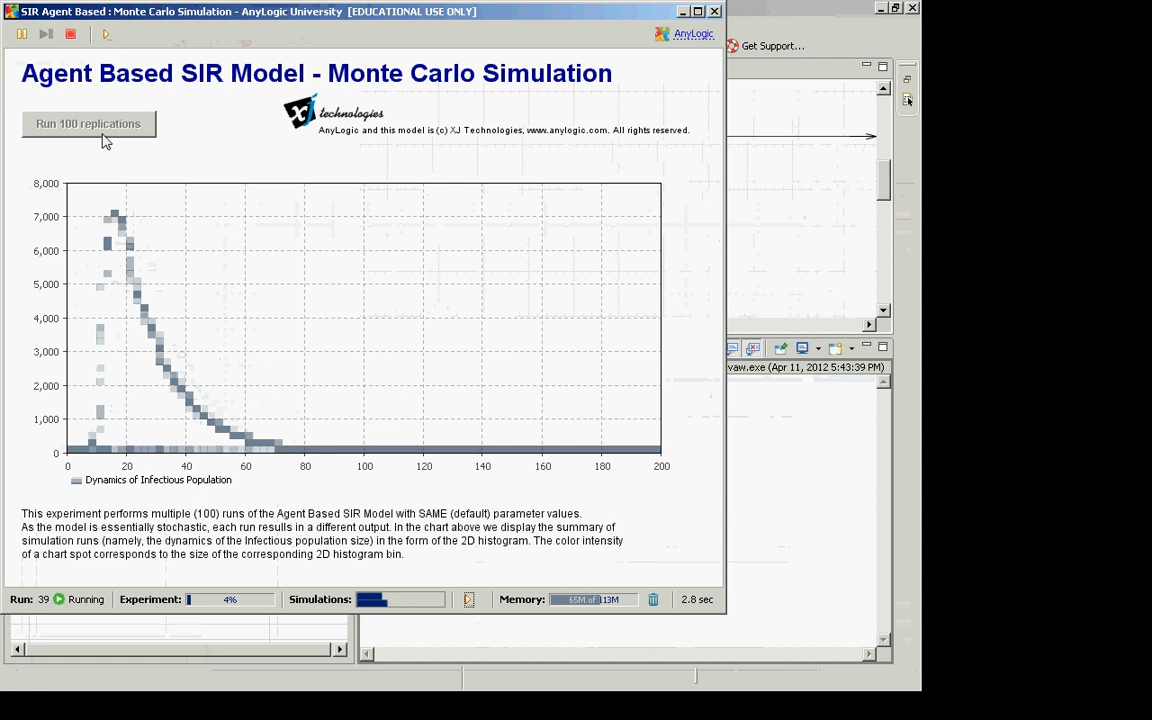 SIR Agent Based : Monte Carlo Simulation - AnyLogic University [EDUCATIONAL USE ONLY]
AnyLogic
Get Support...
Agent Based SIR Model - Monte Carlo Simulation
Run 100 replications
XJ technologies
AnyLogic and this model is (c) XJ Technologies, www.anylogic.com. All rights reserved.
8,000
7,000
6,000
5,000
4,000
3,000
2,000
1,000
0
0 20 40 60 80 100 120 140 160 180 200
Dynamics of Infectious Population
vaw.exe (Apr 11, 2012 5:43:39 PM)
This experiment performs multiple (100) runs of the Agent Based SIR Model with SAME (default) parameter values.
As the model is essentially stochastic, each run results in a different output. In the chart above we display the summary of
simulation runs (namely, the dynamics of the Infectious population size) in the form of the 2D histogram. The color intensity
of a chart spot corresponds to the size of the corresponding 2D histogram bin.
Run: 39 Running Experiment: 4% Simulations: Memory: 65M of 113M 2.8 sec